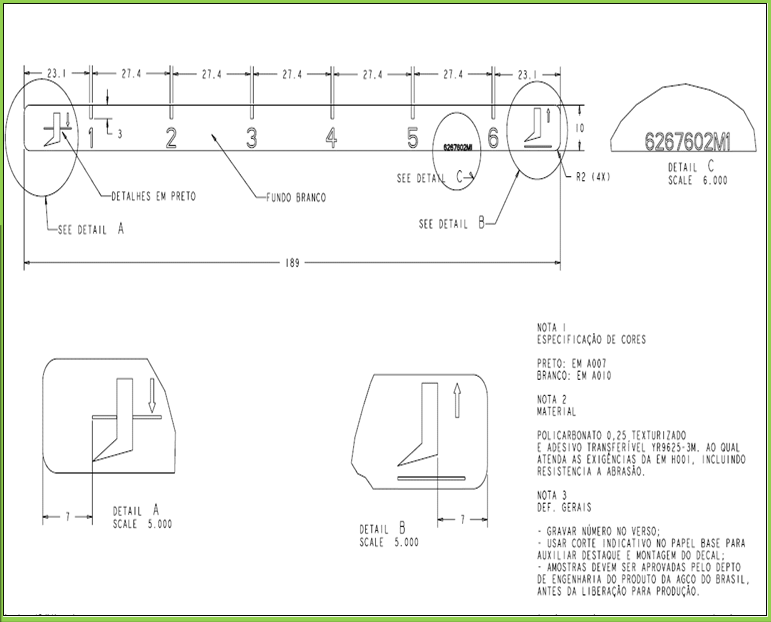 23.1 27.4 27.4 27.4 27.4 27.4 23.1
3
10
1 2 3 4 5 6
6267602M1
6267602M1
DETAIL C
SCALE 6.000
SEE DETAIL C
R2 (4X)
DETALHES EM PRETO
FUNDO BRANCO
SEE DETAIL A
SEE DETAIL B
189
NOTA 1
ESPECIFICAÇÃO DE CORES
PRETO: EM A007
BRANCO: EM A010
NOTA 2
MATERIAL
POLICARBONATO 0,25 TEXTURIZADO
E ADESIVO TRANSFERÍVEL YR9625-3M. AO QUAL
ATENDA AS EXIGÊNCIAS DA EM H001, INCLUINDO
RESISTENCIA A ABRASÃO.
NOTA 3
DEF. GERAIS
- GRAVAR NÚMERO NO VERSO;
- USAR CORTE INDICATIVO NO PAPEL BASE PARA
AUXILIAR DESTAQUE E MONTAGEM DO DECAL;
- AMOSTRAS DEVEM SER APROVADAS PELO DEPTO
DE ENGENHARIA DO PRODUTO DA AGCO DO BRASIL,
ANTES DA LIBERAÇÃO PARA PRODUÇÃO.
7
DETAIL A
SCALE 5.000
7
DETAIL B
SCALE 5.000